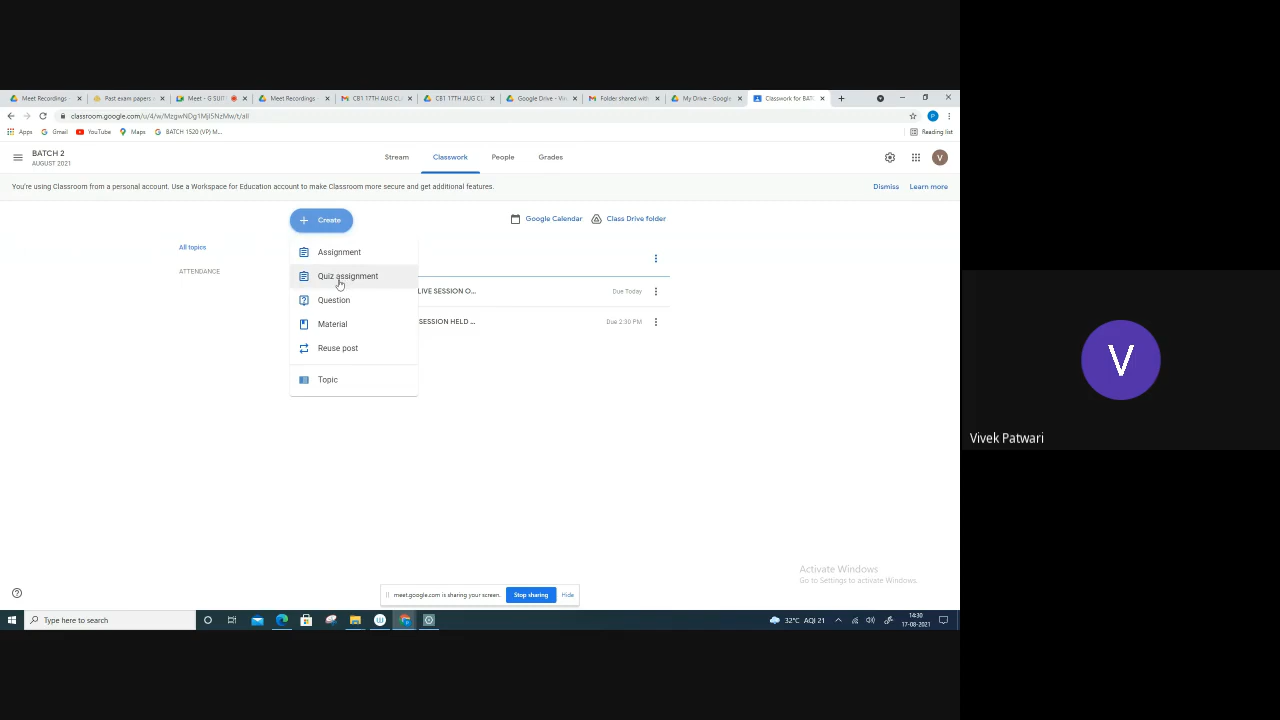 Meet Recordings -
Past exam papers -
Meet - G SUIT
Meet Recordings -
CB1 17TH AUG CL
CB1 17TH AUG CL
Google Drive - Viru
Folder shared with
My Drive - Google
Classwork for BAT
classroom.google.com/u/4/w/MzgwNDg1MjI5NzMw/t/all
P
Apps
Gmail
YouTube
Maps
BATCH 1520 (VP) M...
Reading list
BATCH 2
AUGUST 2021
Stream
Classwork
People
Grades
V
You're using Classroom from a personal account. Use a Workspace for Education account to make Classroom more secure and get additional features.
Dismiss
Learn more
Create
Google Calendar
Class Drive folder
All topics
ATTENDANCE
Assignment
Quiz assignment
Question
Material
Reuse post
Topic
LIVE SESSION O...
Due Today
SESSION HELD ...
Due 2:30 PM
V
Vivek Patwari
Activate Windows
Go to Settings to activate Windows.
meet.google.com is sharing your screen.
Stop sharing
Hide
Type here to search
32°C AQI 21
14:30
17-08-2021